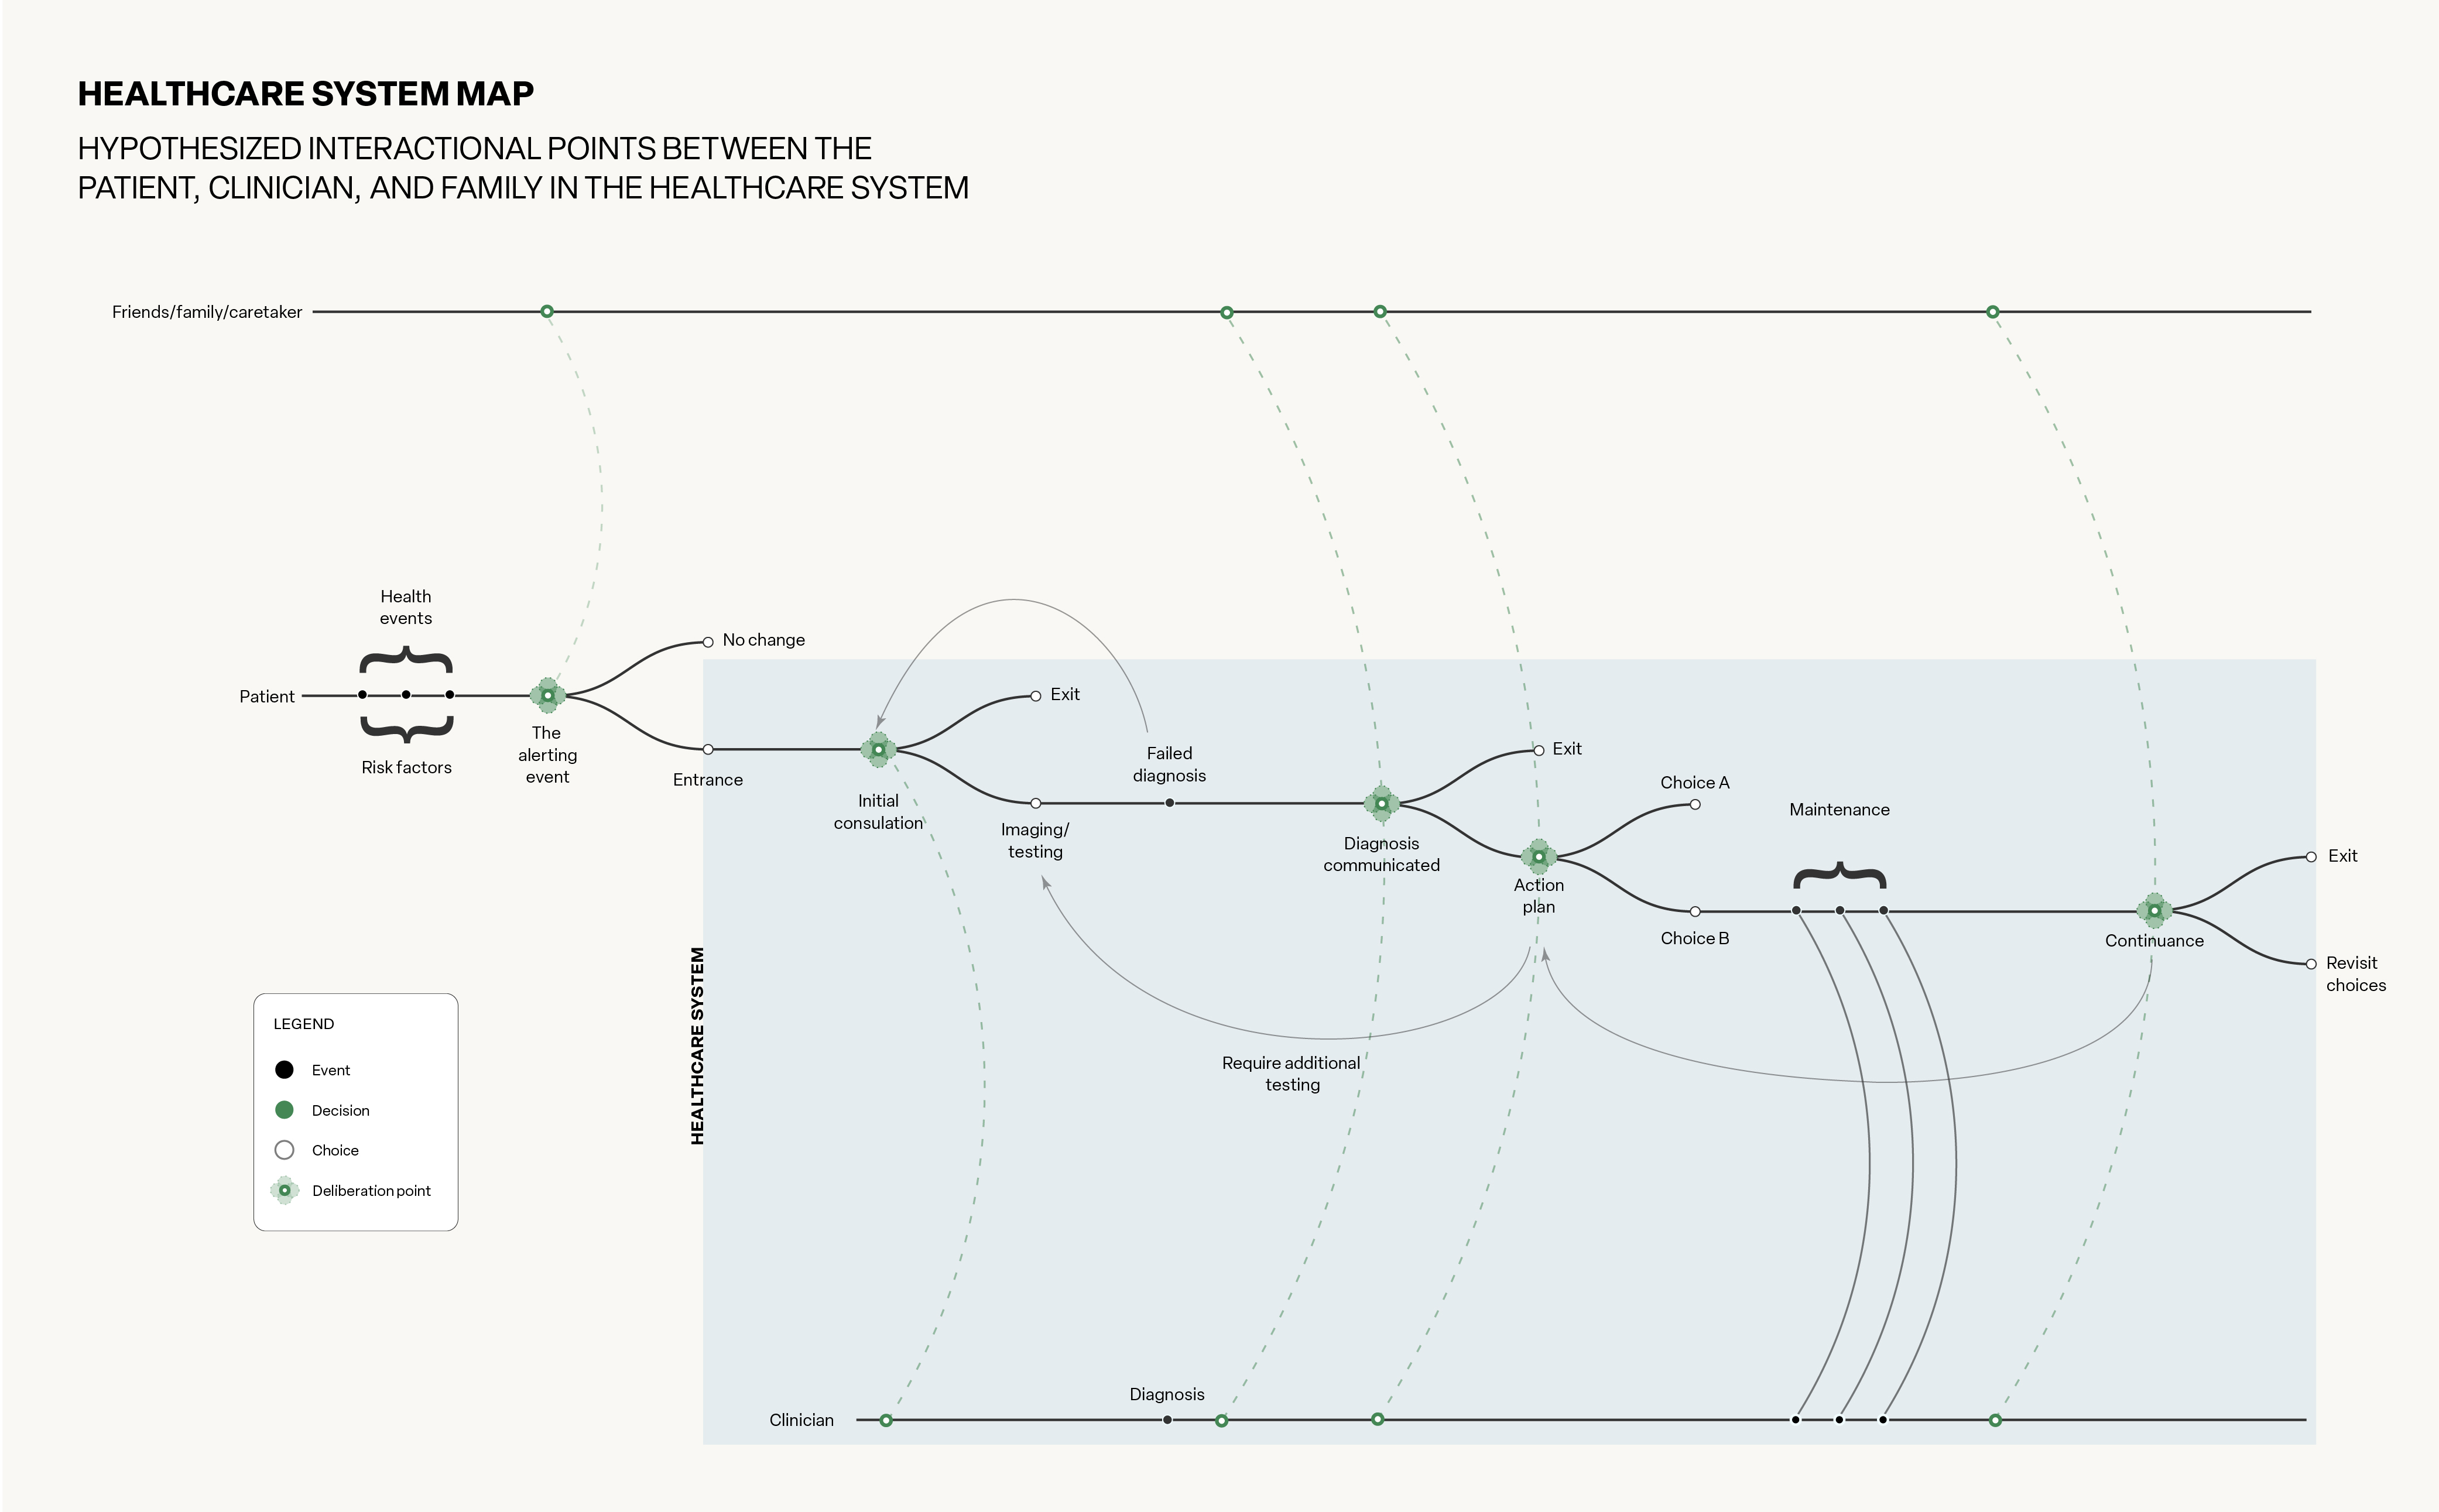 HEALTHCARE SYSTEM MAP
HYPOTHESIZED INTERACTIONAL POINTS BETWEEN THE
PATIENT, CLINICIAN, AND FAMILY IN THE HEALTHCARE SYSTEM
Friends/family/caretaker
Health
events
Patient
Risk factors
The
alerting
event
No change
Entrance
Exit
Initial
consulation
Imaging/
testing
Failed
diagnosis
Diagnosis
communicated
Exit
Action
plan
Choice A
Choice B
Maintenance
Continuance
Exit
Revisit
choices
Require additional
testing
HEALTHCARE SYSTEM
LEGEND
Event
Decision
Choice
Deliberation point
Diagnosis
Clinician